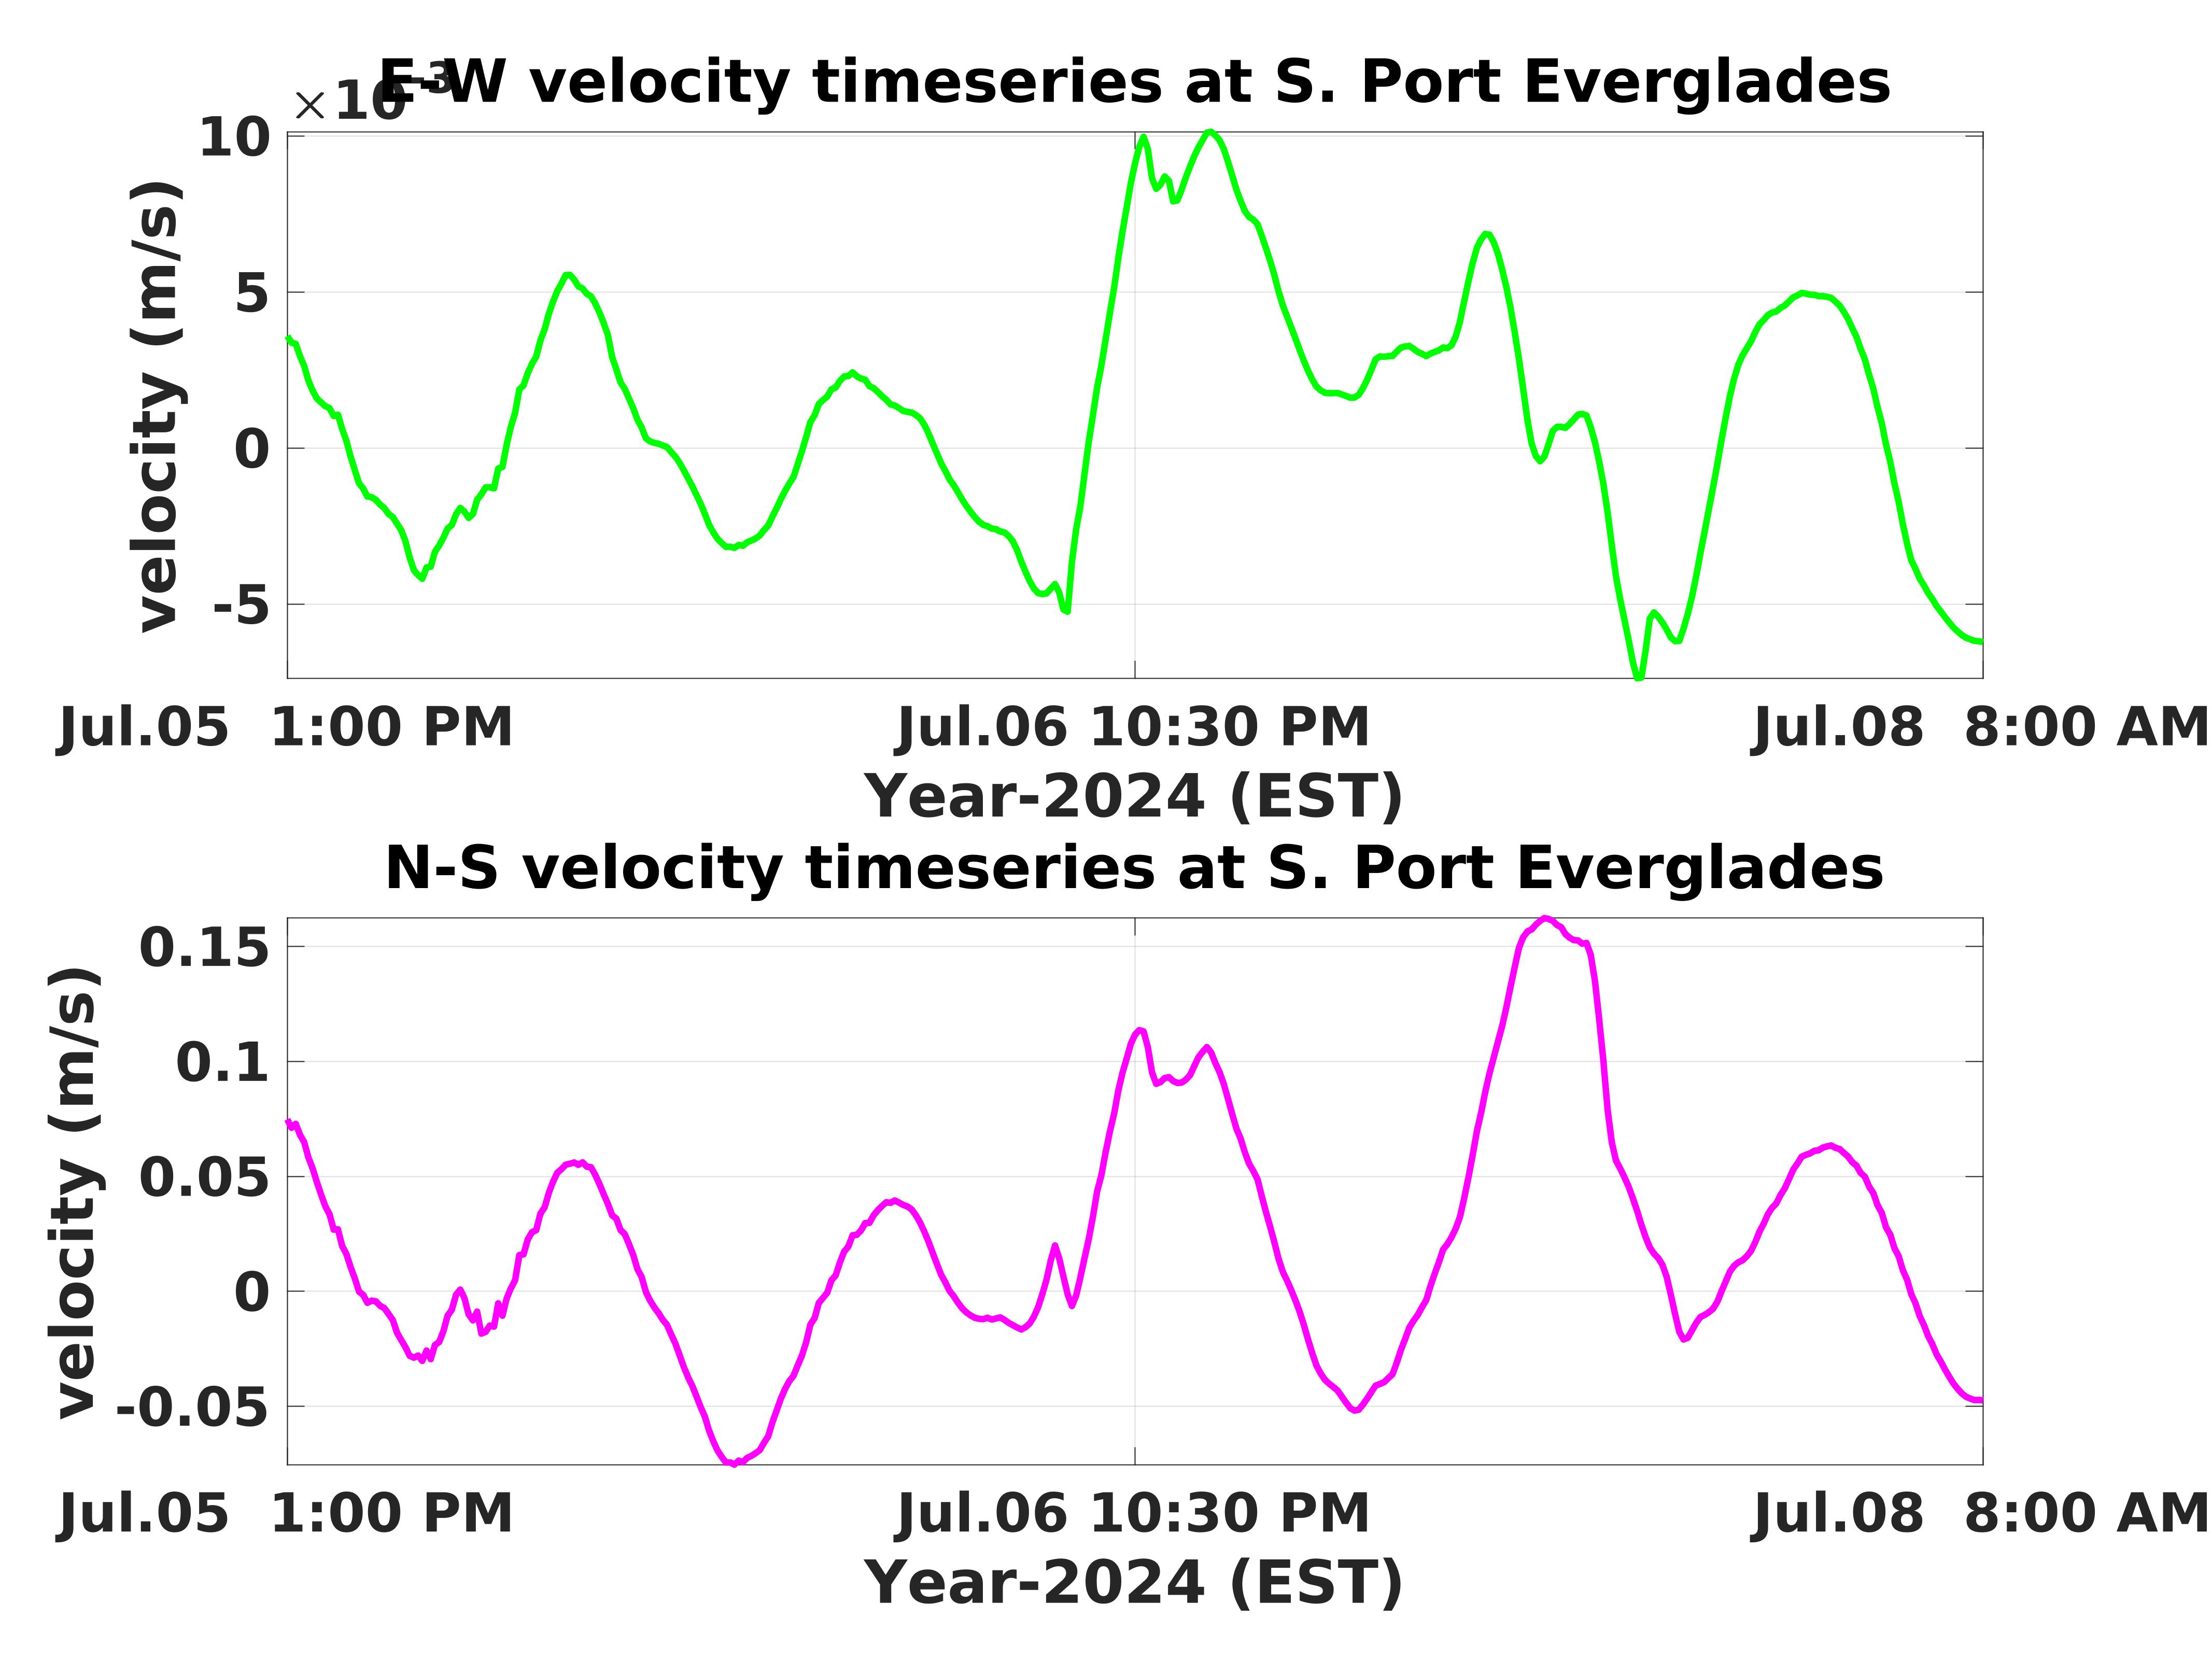 E-W velocity timeseries at S. Port Everglades
×10-3
velocity (m/s)
10
5
0
-5
Jul.05  1:00 PM
Jul.06 10:30 PM
Jul.08  8:00 AM
Year-2024 (EST)
N-S velocity timeseries at S. Port Everglades
velocity (m/s)
0.15
0.1
0.05
0
-0.05
Jul.05  1:00 PM
Jul.06 10:30 PM
Jul.08  8:00 AM
Year-2024 (EST)